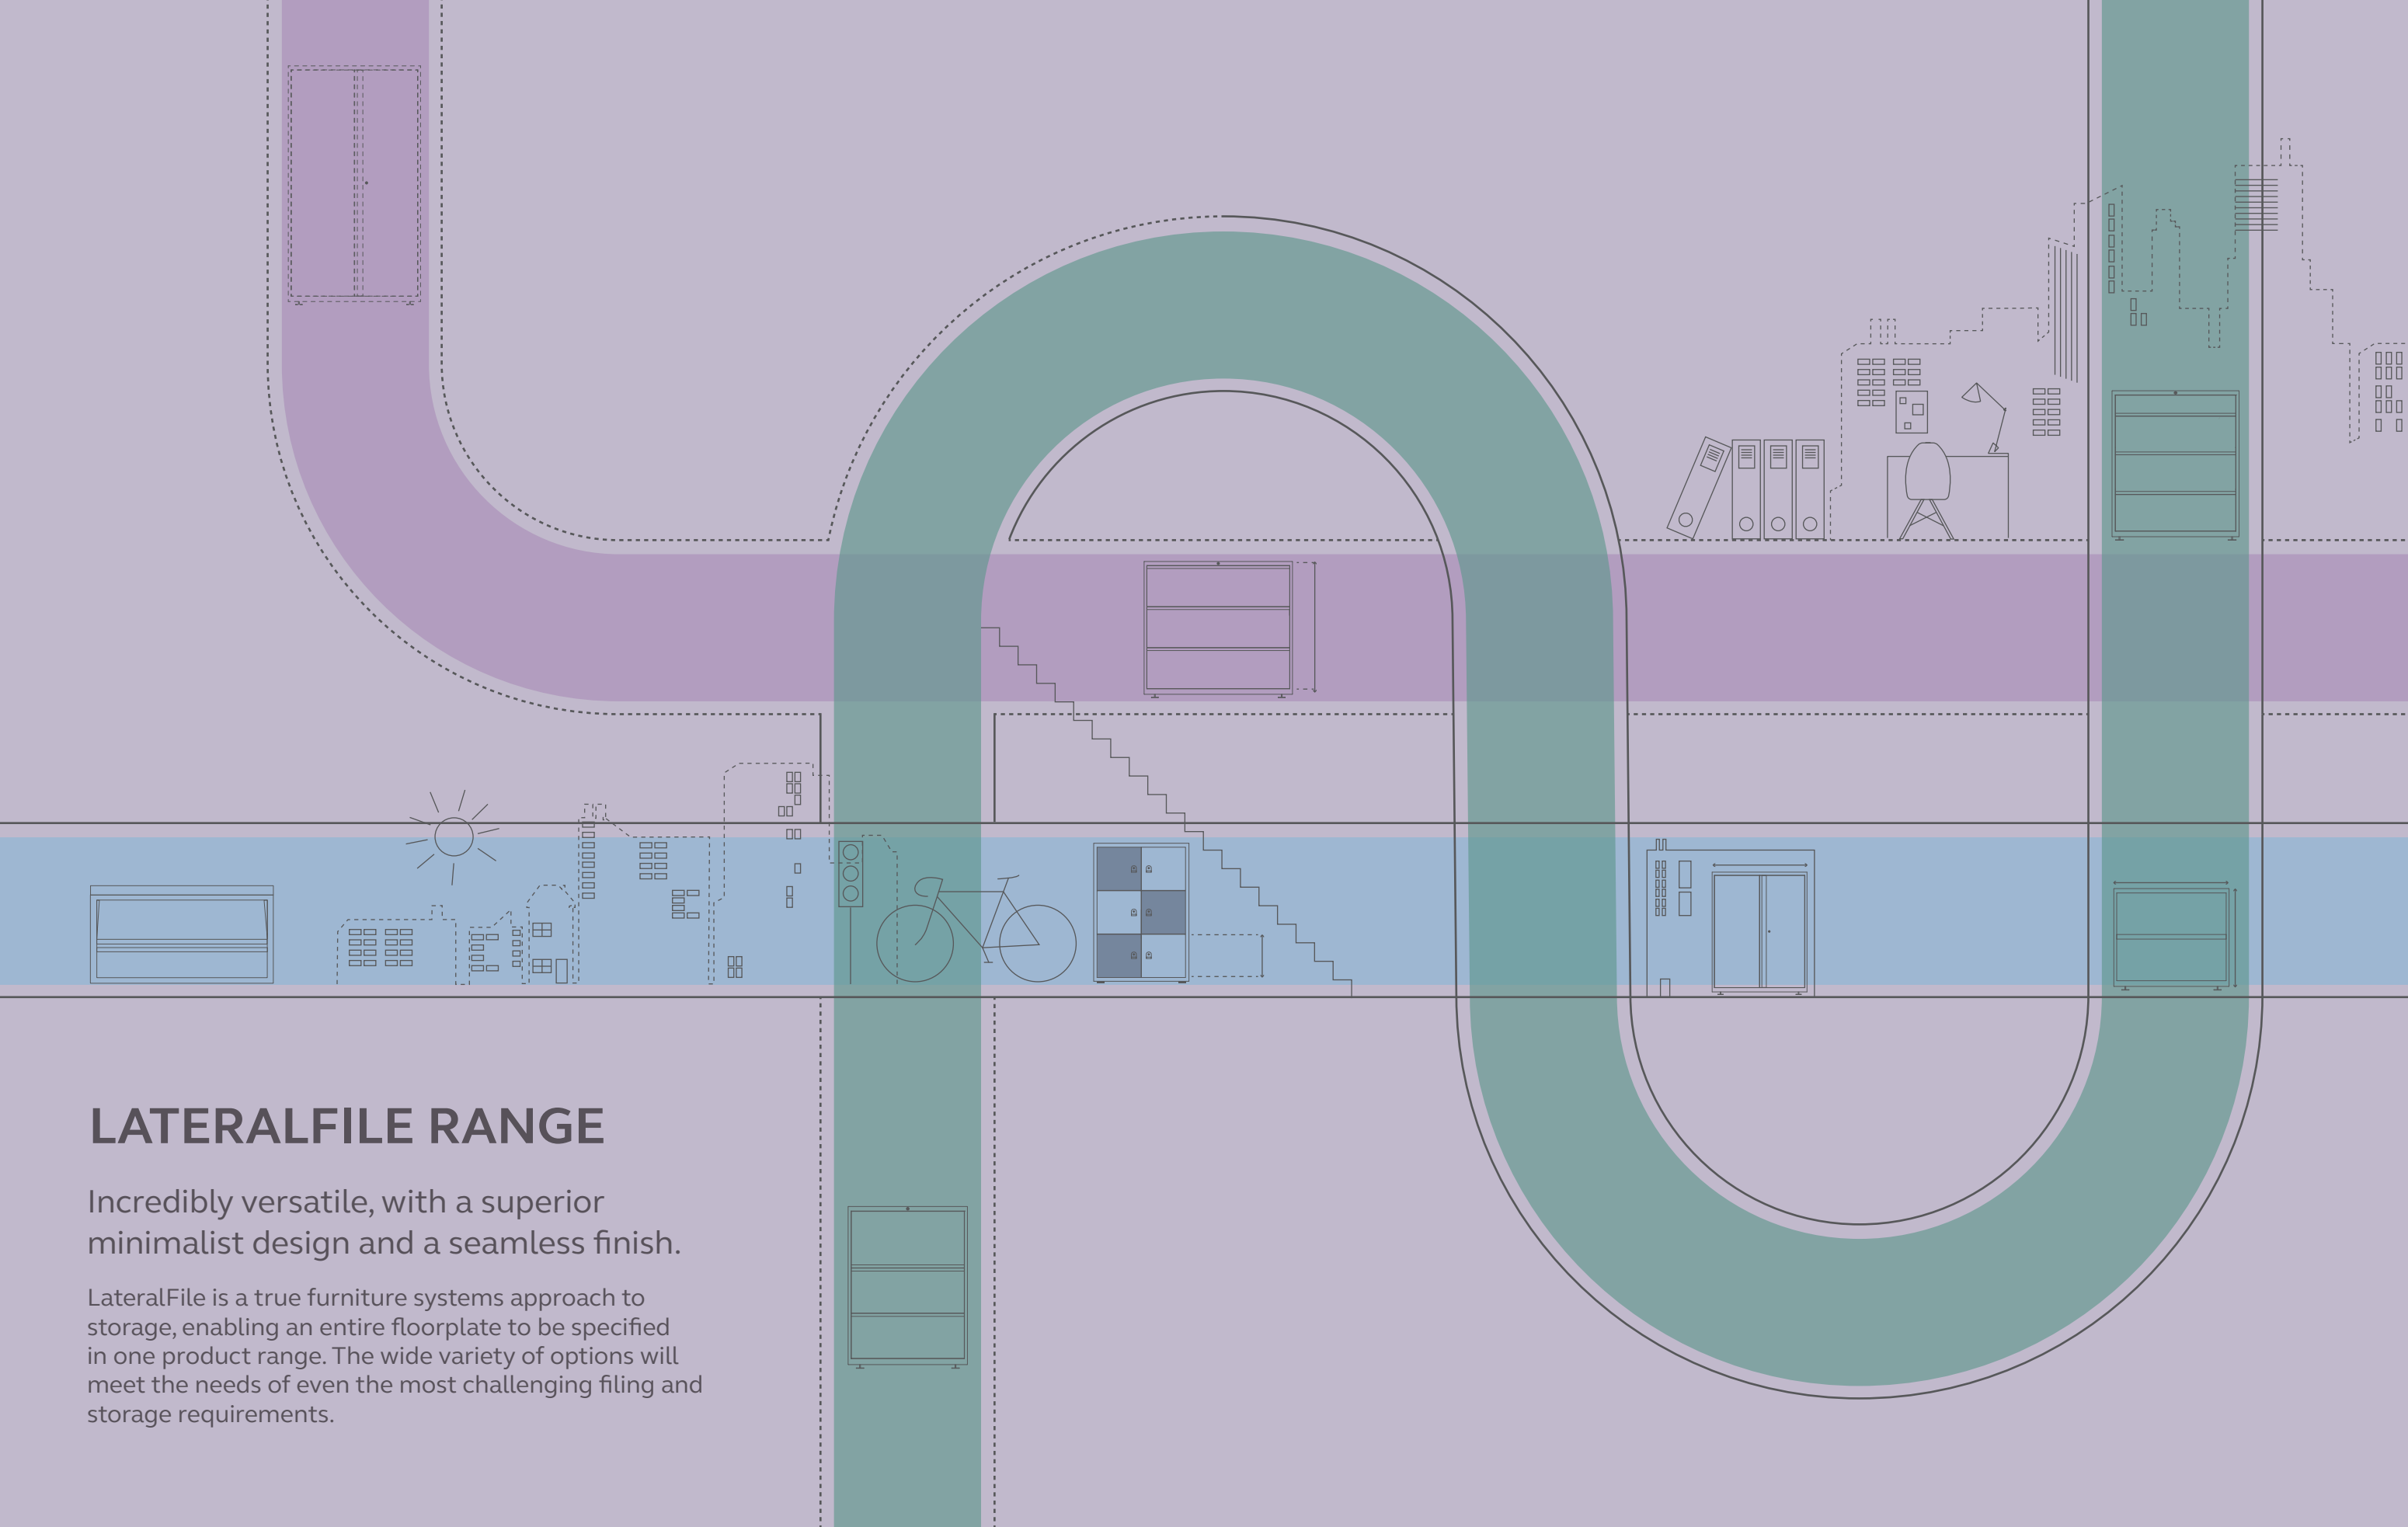 LATERALFILE RANGE
Incredibly versatile, with a superior
minimalist design and a seamless finish.
LateralFile is a true furniture systems approach to
storage, enabling an entire floorplate to be specified
in one product range. The wide variety of options will
meet the needs of even the most challenging filing and
storage requirements.